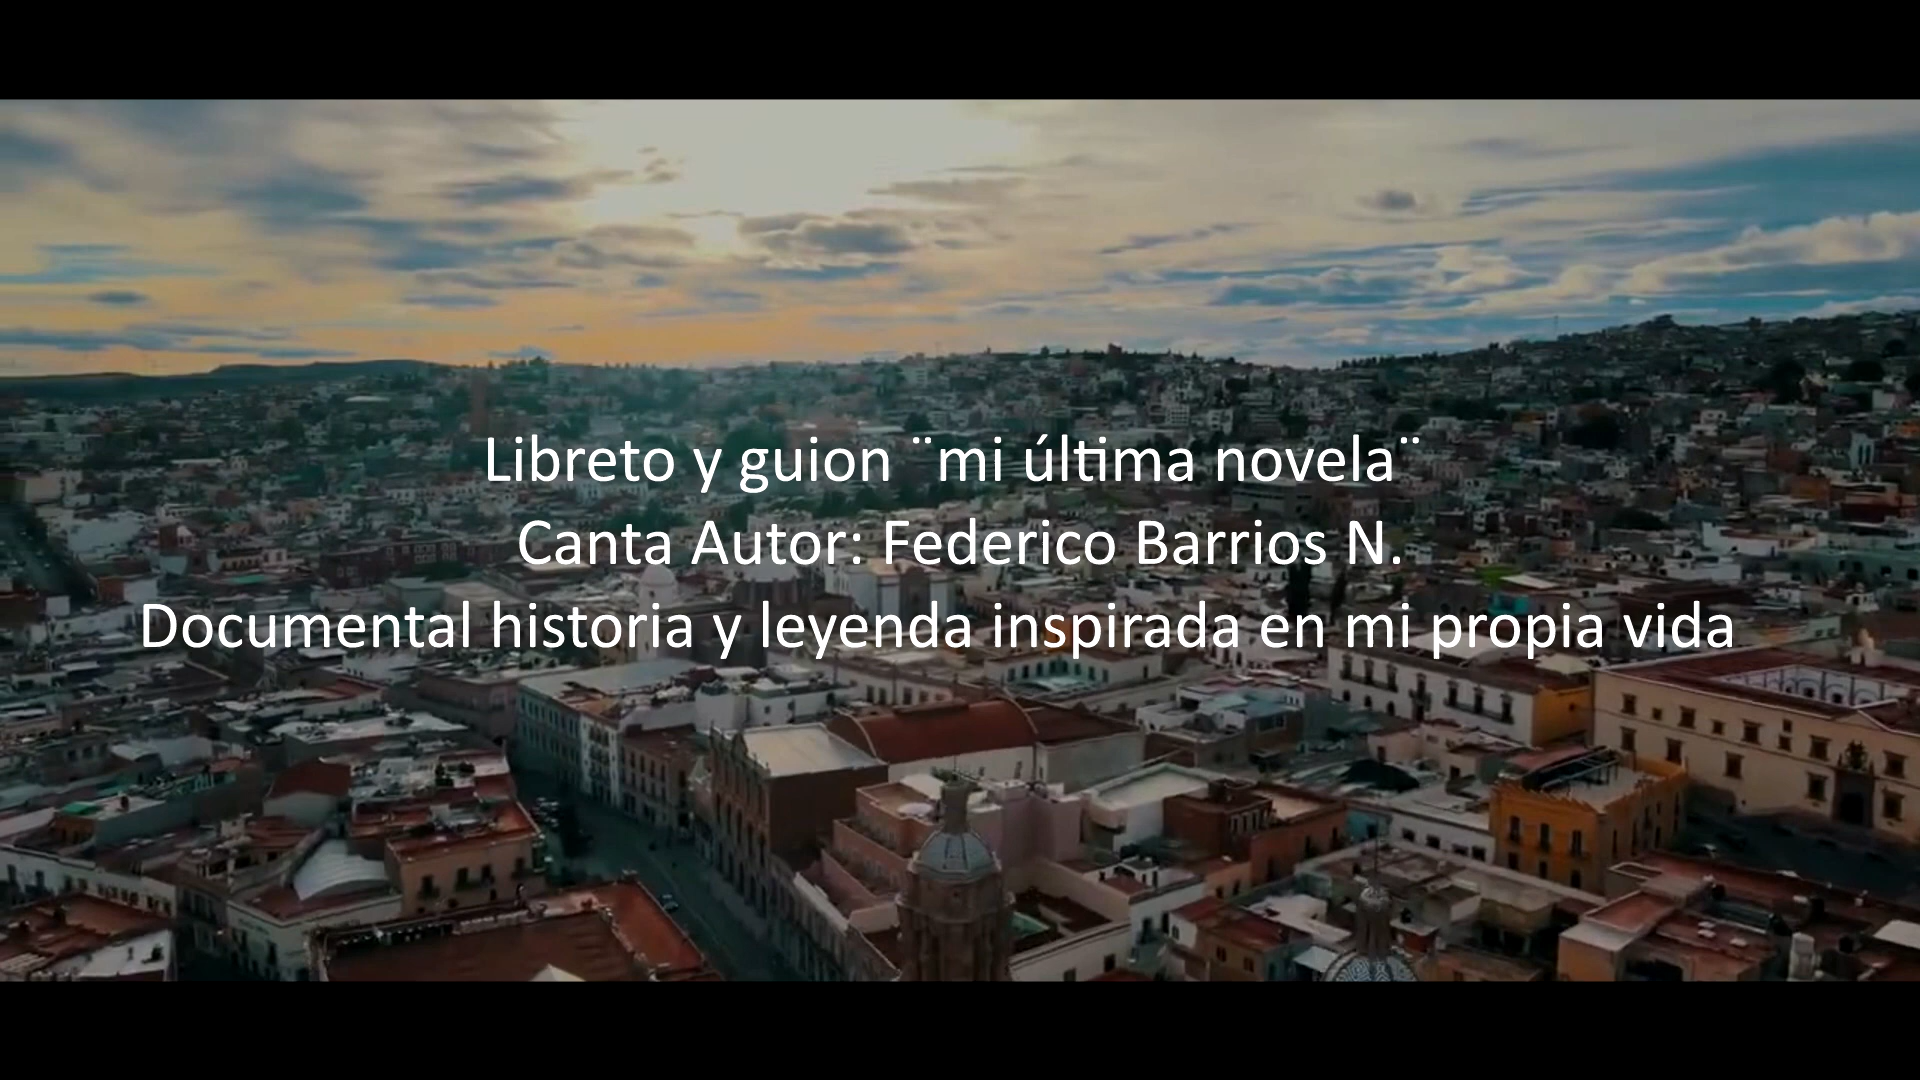 Libreto y guion ¨mi última novela¨
Canta Autor: Federico Barrios N.
Documental historia y leyenda inspirada en mi propia vida